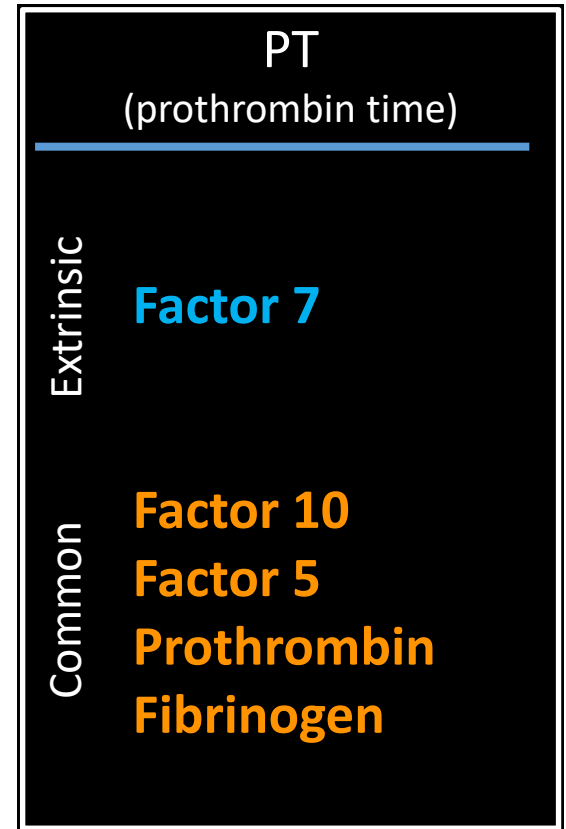 PT
(prothrombin time)
Extrinsic
Factor 7
Common
Factor 10
Factor 5
Prothrombin
Fibrinogen